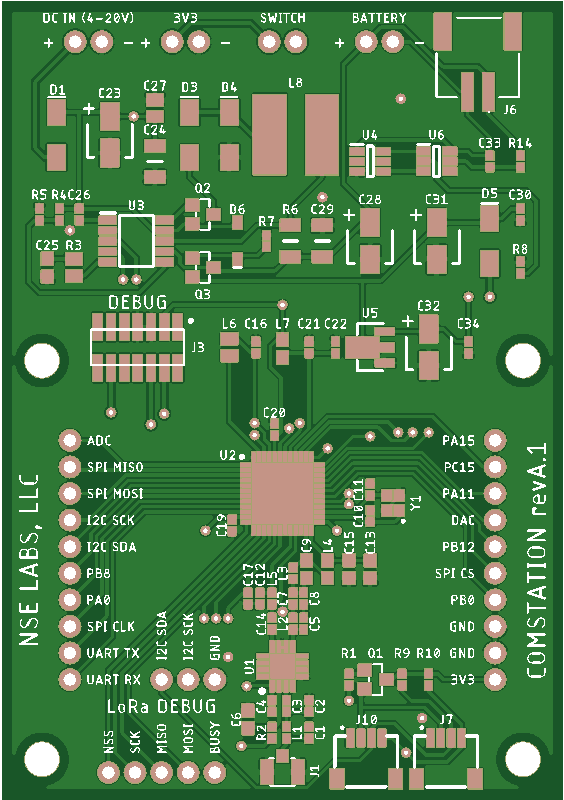 DC IN (4-20V) 3V3 SWITCH BATTERY
+ - + - + -
D1 C23 C27 D3 D4 L8 J6
+ C24 U4 U6 C33 R14
R5 R4 C26 U3 Q2 D6 R7 R6 C29 C28 C31 D5 C30
+ +
C25 R3 Q3 R8
DEBUG
J3 L6 C16 L7 C21 C22 U5 + C32 C34
C20
U2
ADC PA15
SPI MISO PC15
SPI MOSI C11 Y1 PA11
I2C SCK C19 C10 DAC
I2C SDA C9 L4 C15 C13 PB12
PB8 C17 C12 L5 L3 SPI CS
PA0 C7 C8 PB0
SPI CLK C14 L2 C5 GND
UART TX U1 GND
UART RX R1 Q1 R9 R10 3V3
I2C SDA
I2C SCK
NSE LABS, LLC
COMSTATION revA.1
LoRa DEBUG
C6 C4 C3 C2
R2 L1 C1
J10 J7
J1
NSS
SCK
MISO
MOSI
BUSY